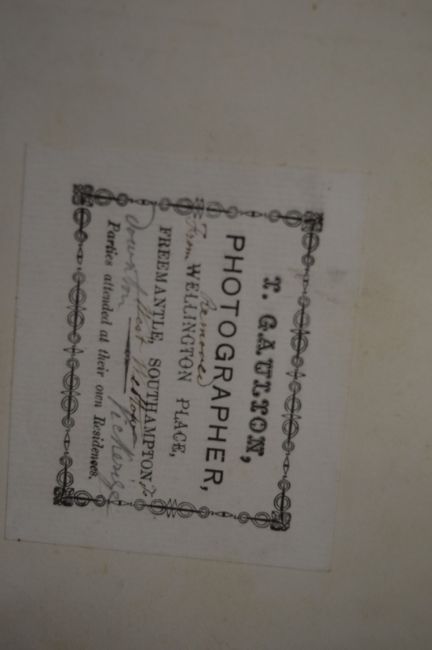 T. GAULTON,
PHOTOGRAPHER,
Removed
From WELLINGTON PLACE,
FREEMANTLE, SOUTHAMPTON,
Parties attended at their own Residences.